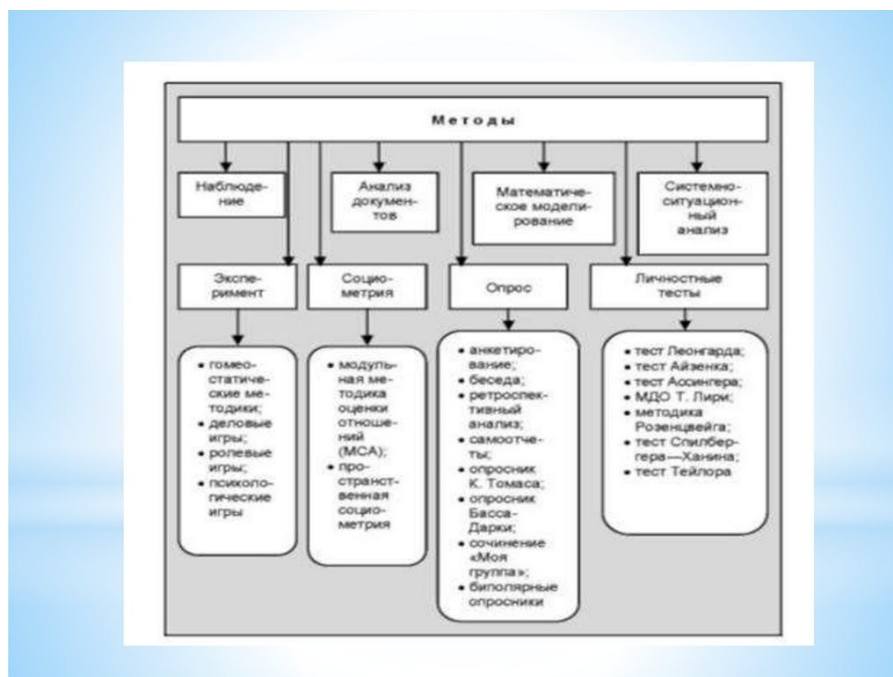 Методы
Наблюде-
ние
Анализ
докумен-
тов
Математиче-
ское модели-
рование
Системно-
ситуацион-
ный
анализ
Экспе-
римент
Социо-
метрия
Опрос
Личностные
тесты
• гомео-
статиче-
ские ме-
тодики;
• деловые
игры;
• ролевые
игры;
• психоло-
гические
игры
• модуль-
ная ме-
тодика
оценки
отноше-
ний
(МСА);
• про-
странст-
венная
социо-
метрия
• анкетиро-
вание;
• беседа;
• ретроспек-
тивный
анализ;
• самоотче-
ты;
• опросник
К. Томаса;
• опросник
Басса-
Дарки;
• сочинение
«Моя
группа»;
• биполярные
опросники
• тест Леонгарда;
• тест Айзенка;
• тест Ассингера;
• МДО Т. Лири;
• методика
Розенцвейга;
• тест Спилбер-
гера—Ханина;
• тест Тейлора